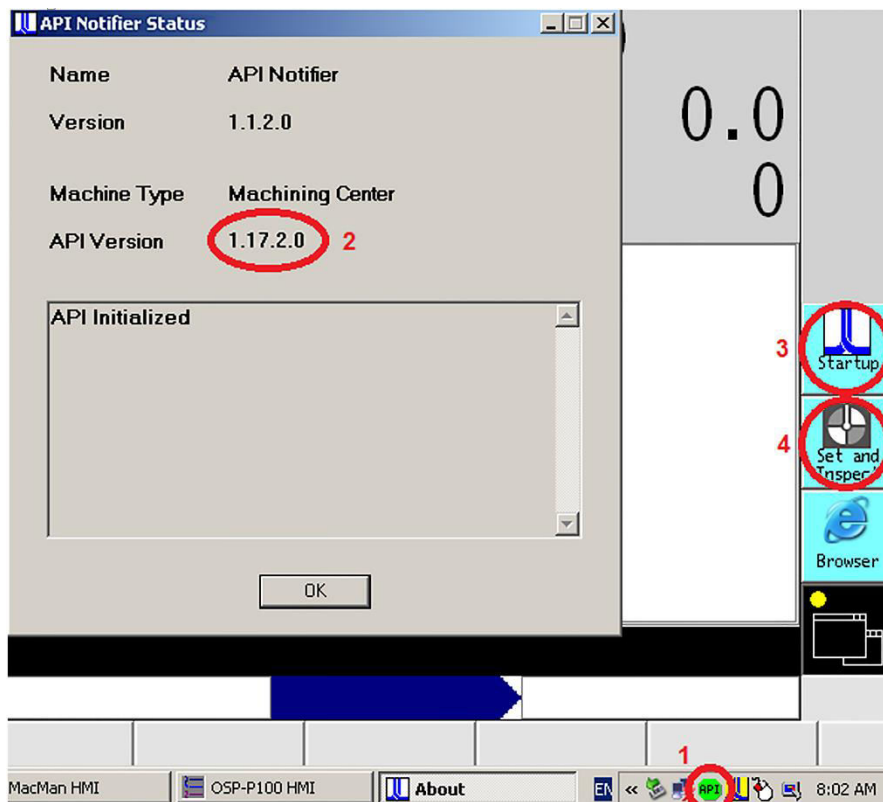 API Notifier Status
Name API Notifier
Version 1.1.2.0
Machine Type Machining Center
API Version 1.17.2.0 2
API Initialized
OK
0.0
0
3
Startup
4
Set and
Inspect
Browser
1
MacMan HMI
OSP-P100 HMI
About
EN
«
API
8:02 AM